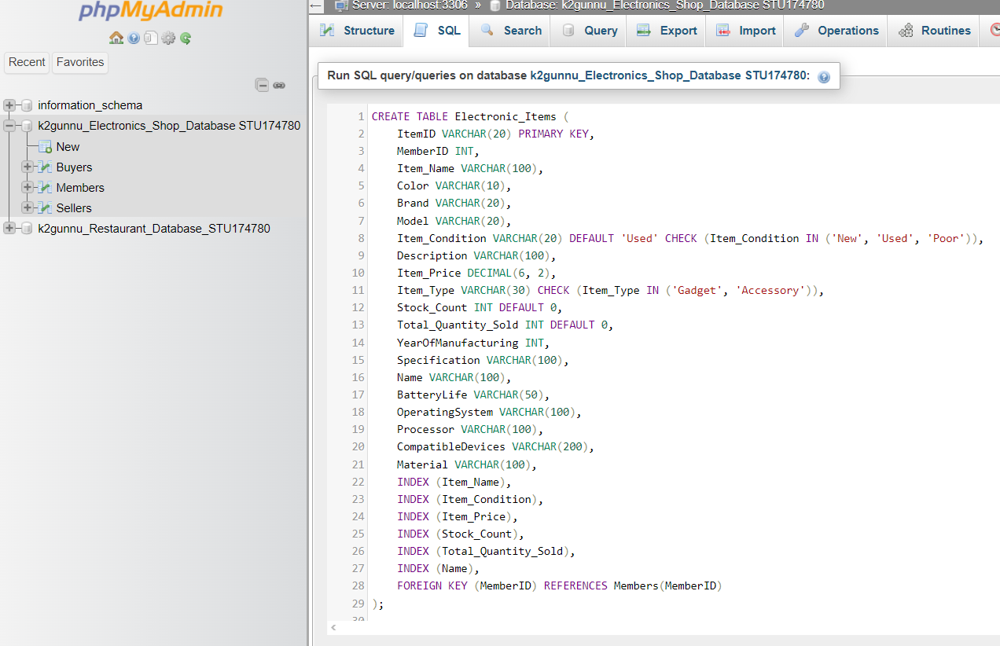 phpMyAdmin
Recent Favorites
information_schema
k2gunnu_Electronics_Shop_Database STU174780
New
Buyers
Members
Sellers
k2gunnu_Restaurant_Database_STU174780
Server: localhost:3306 » Database: k2gunnu_Electronics_Shop_Database STU174780
Structure SQL Search Query Export Import Operations Routines
Run SQL query/queries on database k2gunnu_Electronics_Shop_Database STU174780:
1 CREATE TABLE Electronic_Items (
2 ItemID VARCHAR(20) PRIMARY KEY,
3 MemberID INT,
4 Item_Name VARCHAR(100),
5 Color VARCHAR(10),
6 Brand VARCHAR(20),
7 Model VARCHAR(20),
8 Item_Condition VARCHAR(20) DEFAULT 'Used' CHECK (Item_Condition IN ('New', 'Used', 'Poor')),
9 Description VARCHAR(100),
10 Item_Price DECIMAL(6, 2),
11 Item_Type VARCHAR(30) CHECK (Item_Type IN ('Gadget', 'Accessory')),
12 Stock_Count INT DEFAULT 0,
13 Total_Quantity_Sold INT DEFAULT 0,
14 YearOfManufacturing INT,
15 Specification VARCHAR(100),
16 Name VARCHAR(100),
17 BatteryLife VARCHAR(50),
18 OperatingSystem VARCHAR(100),
19 Processor VARCHAR(100),
20 CompatibleDevices VARCHAR(200),
21 Material VARCHAR(100),
22 INDEX (Item_Name),
23 INDEX (Item_Condition),
24 INDEX (Item_Price),
25 INDEX (Stock_Count),
26 INDEX (Total_Quantity_Sold),
27 INDEX (Name),
28 FOREIGN KEY (MemberID) REFERENCES Members(MemberID)
29 );
30